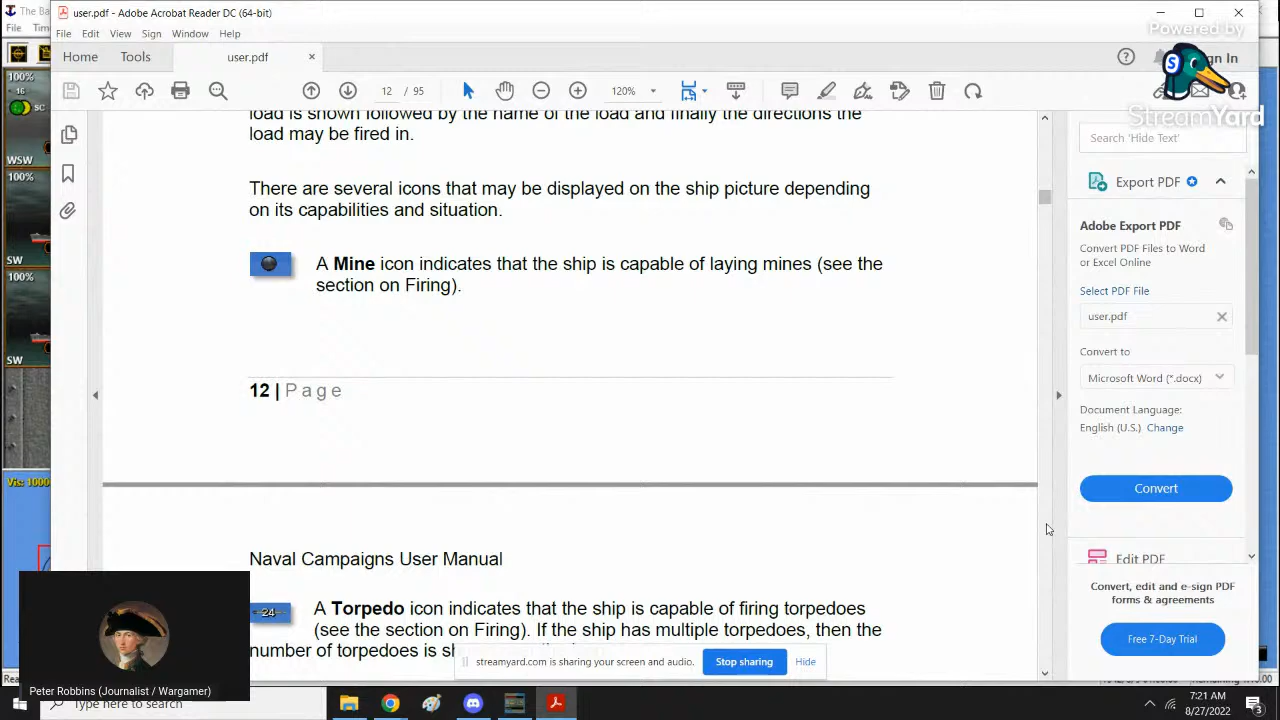 The Ba
user.pdf - Adobe Acrobat Reader DC (64-bit)
Powered by
File
File Edit View Sign Window Help
Home Tools user.pdf
Sign In
12 / 95 120%
StreamYard
S
100%
16
SC
WSW
100%
SW
100%
SW
load is shown followed by the name of the load and finally the directions the
load may be fired in.
There are several icons that may be displayed on the ship picture depending
on its capabilities and situation.
A Mine icon indicates that the ship is capable of laying mines (see the
section on Firing).
12 | Page
Naval Campaigns User Manual
24
A Torpedo icon indicates that the ship is capable of firing torpedoes
(see the section on Firing). If the ship has multiple torpedoes, then the
number of torpedoes is
Search 'Hide Text'
Export PDF
Adobe Export PDF
Convert PDF Files to Word
or Excel Online
Select PDF File
user.pdf
Convert to
Microsoft Word (*.docx)
Document Language:
English (U.S.) Change
Convert
Edit PDF
Convert, edit and e-sign PDF
forms & agreements
Free 7-Day Trial
Vis: 1000
streamyard.com is sharing your screen and audio. Stop sharing Hide
Peter Robbins (Journalist / Wargamer)
Type here to search
7:21 AM
8/27/2022
3